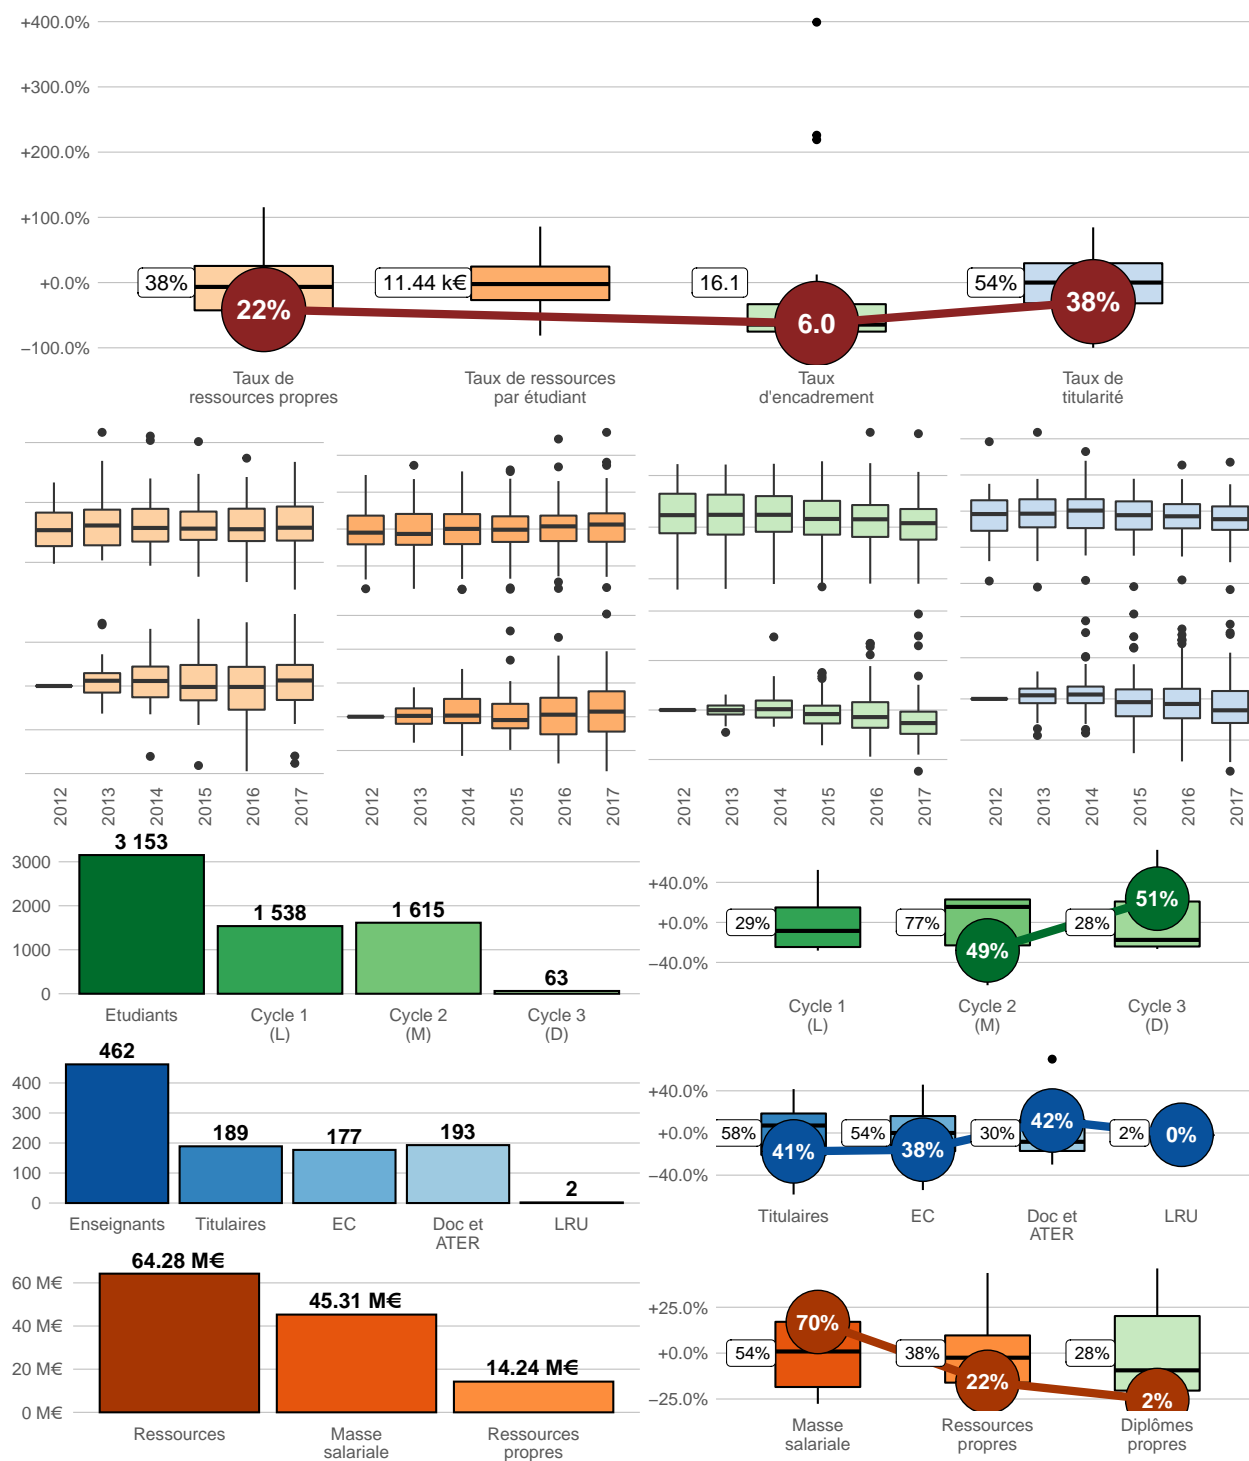 +400.0%
+300.0%
+200.0%
+100.0%
+0.0%
−100.0%
38%
11.44 k€
16.1
54%
22%
6.0
38%
Taux de
ressources propres
Taux de ressources
par étudiant
Taux
d'encadrement
Taux de
titularité
2012
2013
2014
2015
2016
2017
2012
2013
2014
2015
2016
2017
2012
2013
2014
2015
2016
2017
2012
2013
2014
2015
2016
2017
3 153
1 538
1 615
63
3000
2000
1000
0
Etudiants
Cycle 1
(L)
Cycle 2
(M)
Cycle 3
(D)
+40.0%
+0.0%
−40.0%
29%
77%
28%
49%
51%
Cycle 1
(L)
Cycle 2
(M)
Cycle 3
(D)
462
189
177
193
2
400
300
200
100
0
Enseignants
Titulaires
EC
Doc et
ATER
LRU
+40.0%
+0.0%
−40.0%
58%
54%
30%
2%
41%
38%
42%
0%
Titulaires
EC
Doc et
ATER
LRU
64.28 M€
45.31 M€
14.24 M€
60 M€
40 M€
20 M€
0 M€
Ressources
Masse
salariale
Ressources
propres
+25.0%
+0.0%
−25.0%
54%
38%
28%
70%
22%
2%
Masse
salariale
Ressources
propres
Diplômes
propres